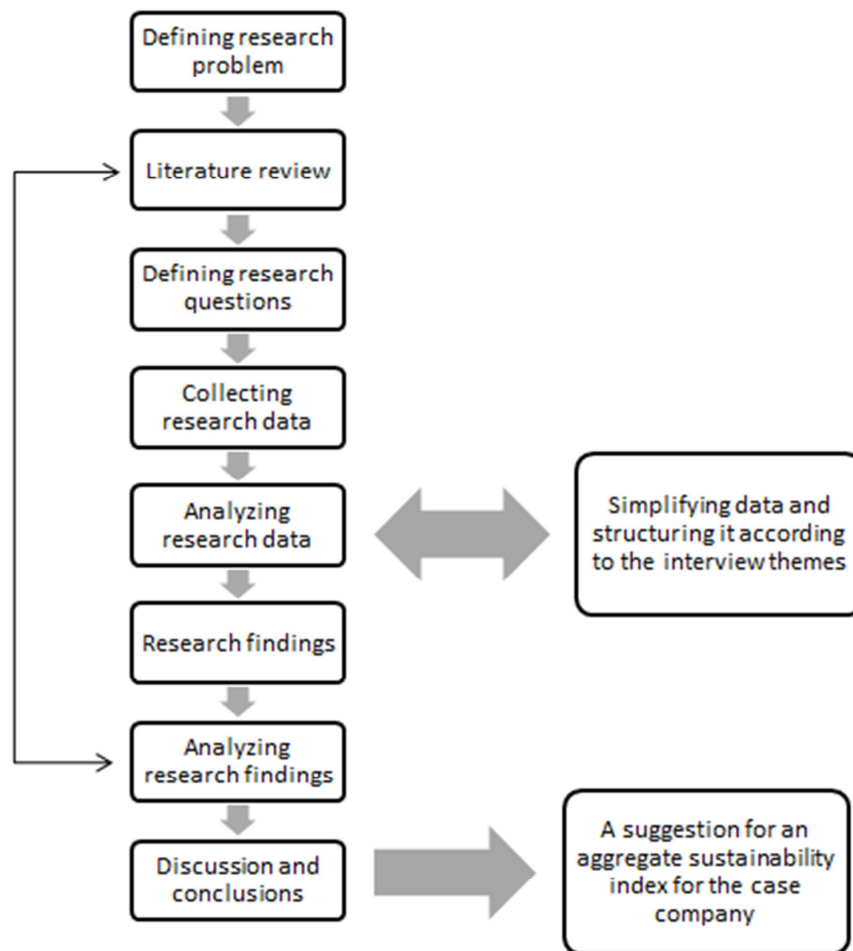 Defining research
problem
Literature review
Defining research
questions
Collecting
research data
Analyzing
research data
Simplifying data and
structuring it according
to the interview themes
Research findings
Analyzing
research findings
Discussion and
conclusions
A suggestion for an
aggregate sustainability
index for the case
company